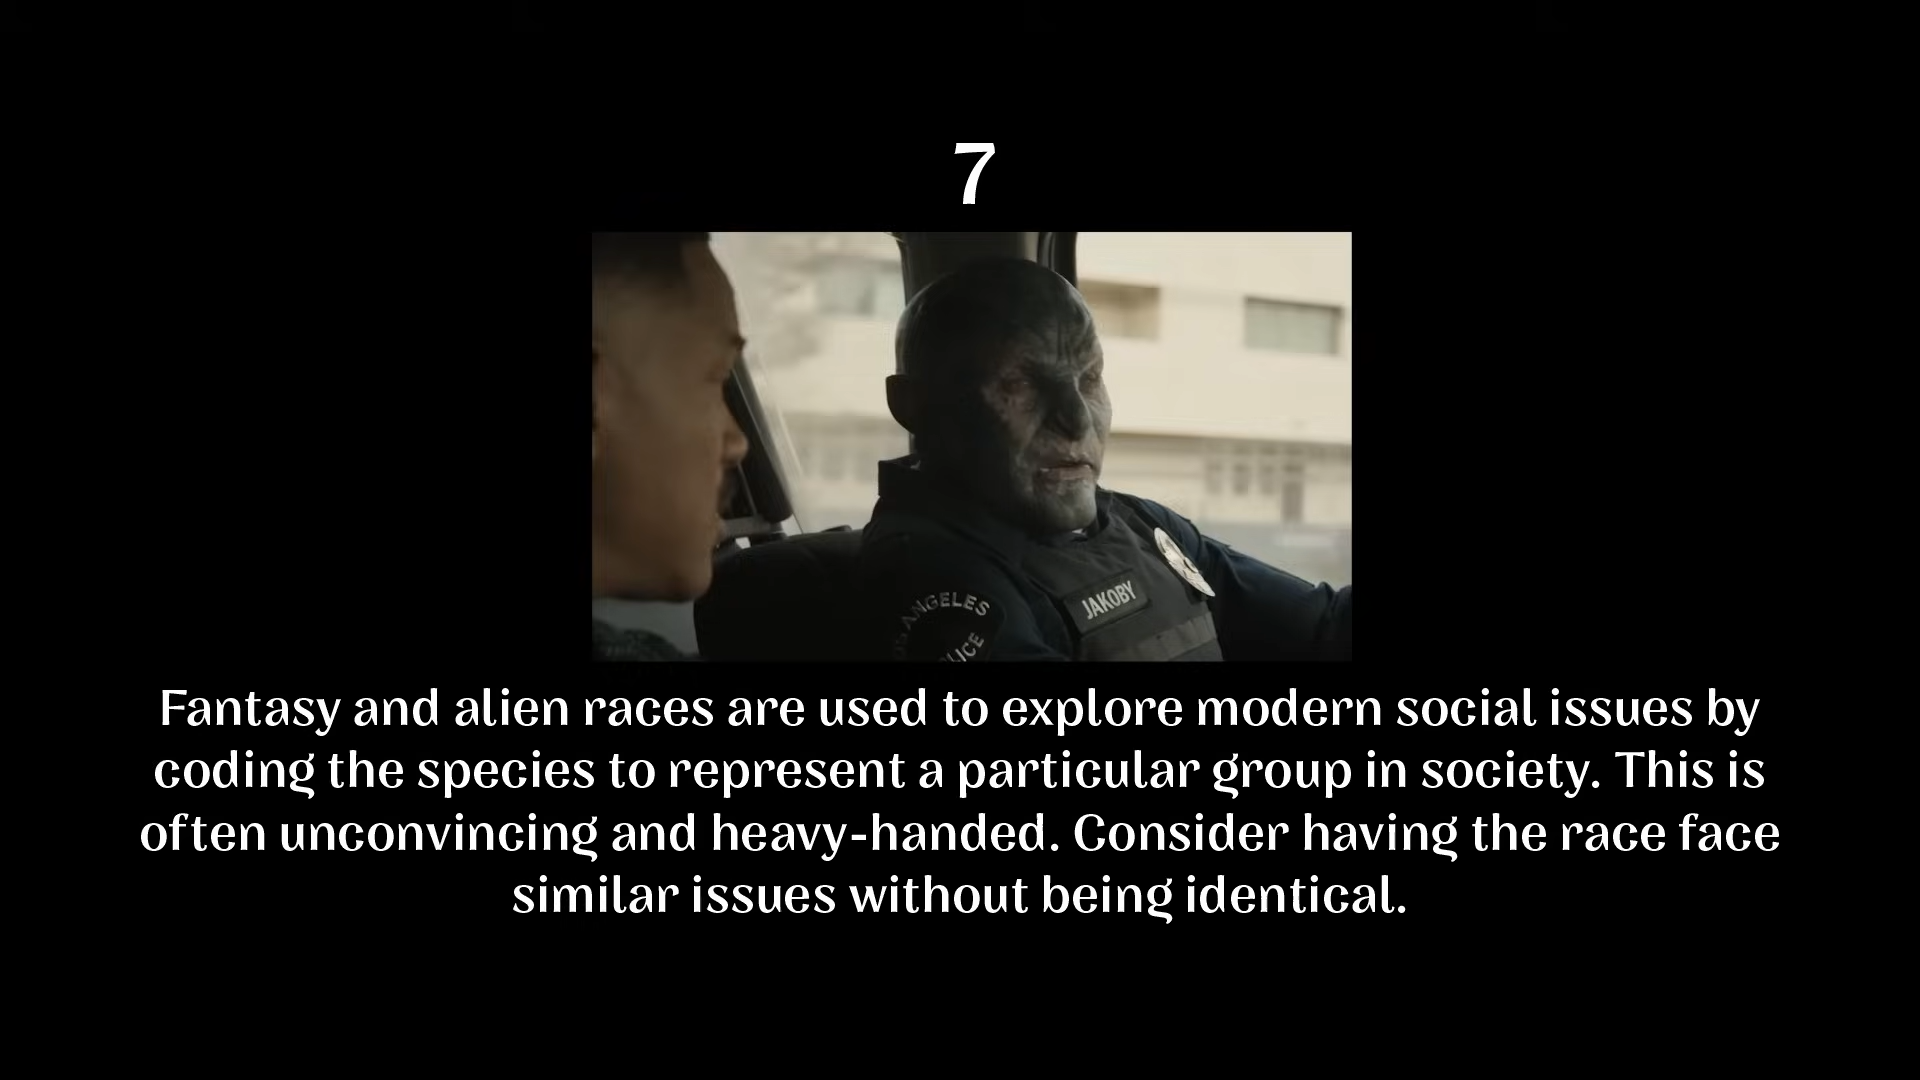 7
ANGELES
JAKOBY
Fantasy and alien races are used to explore modern social issues by
coding the species to represent a particular group in society. This is
often unconvincing and heavy-handed. Consider having the race face
similar issues without being identical.